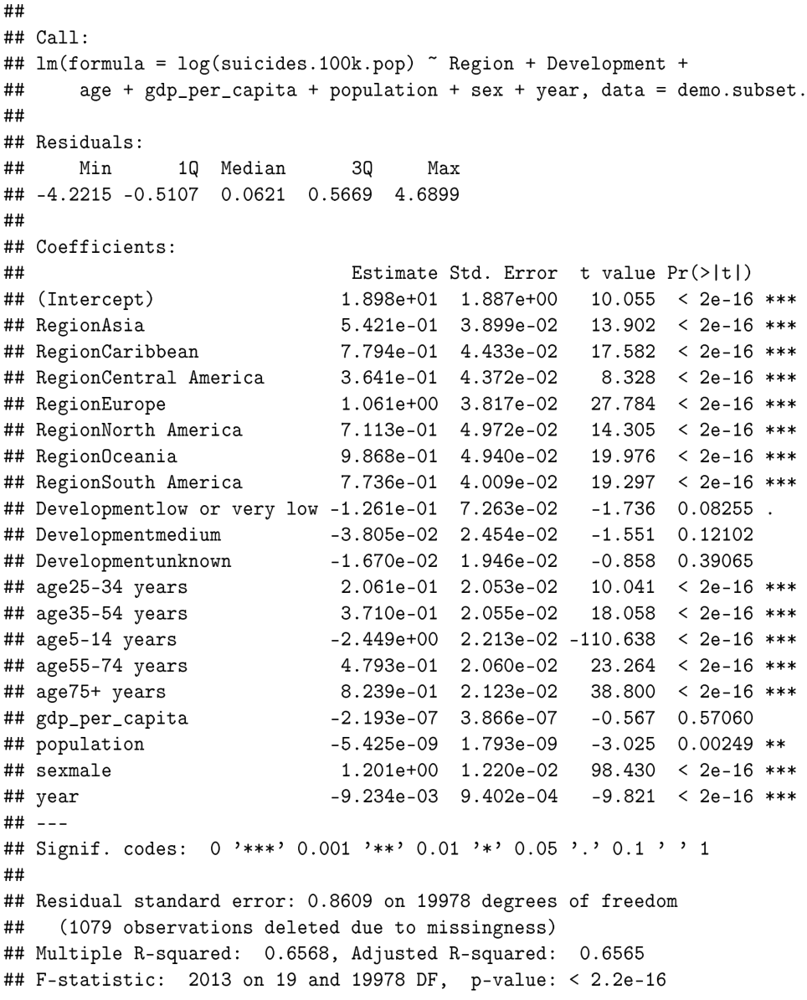 ##
## Call:
## lm(formula = log(suicides.100k.pop) ~ Region + Development +
##     age + gdp_per_capita + population + sex + year, data = demo.subset.
##
## Residuals:
##     Min      1Q  Median      3Q     Max
## -4.2215 -0.5107  0.0621  0.5669  4.6899
##
## Coefficients:
##                              Estimate Std. Error  t value Pr(>|t|)
## (Intercept)                 1.898e+01  1.887e+00   10.055  < 2e-16 ***
## RegionAsia                  5.421e-01  3.899e-02   13.902  < 2e-16 ***
## RegionCaribbean             7.794e-01  4.433e-02   17.582  < 2e-16 ***
## RegionCentral America       3.641e-01  4.372e-02    8.328  < 2e-16 ***
## RegionEurope                1.061e+00  3.817e-02   27.784  < 2e-16 ***
## RegionNorth America         7.113e-01  4.972e-02   14.305  < 2e-16 ***
## RegionOceania               9.868e-01  4.940e-02   19.976  < 2e-16 ***
## RegionSouth America         7.736e-01  4.009e-02   19.297  < 2e-16 ***
## Developmentlow or very low -1.261e-01  7.263e-02   -1.736  0.08255 .
## Developmentmedium          -3.805e-02  2.454e-02   -1.551  0.12102
## Developmentunknown         -1.670e-02  1.946e-02   -0.858  0.39065
## age25-34 years              2.061e-01  2.053e-02   10.041  < 2e-16 ***
## age35-54 years              3.710e-01  2.055e-02   18.058  < 2e-16 ***
## age5-14 years              -2.449e+00  2.213e-02 -110.638  < 2e-16 ***
## age55-74 years              4.793e-01  2.060e-02   23.264  < 2e-16 ***
## age75+ years                8.239e-01  2.123e-02   38.800  < 2e-16 ***
## gdp_per_capita             -2.193e-07  3.866e-07   -0.567  0.57060
## population                 -5.425e-09  1.793e-09   -3.025  0.00249 **
## sexmale                     1.201e+00  1.220e-02   98.430  < 2e-16 ***
## year                       -9.234e-03  9.402e-04   -9.821  < 2e-16 ***
## ---
## Signif. codes:  0 '***' 0.001 '**' 0.01 '*' 0.05 '.' 0.1 ' ' 1
##
## Residual standard error: 0.8609 on 19978 degrees of freedom
##   (1079 observations deleted due to missingness)
## Multiple R-squared:  0.6568, Adjusted R-squared:  0.6565
## F-statistic:  2013 on 19 and 19978 DF,  p-value: < 2.2e-16